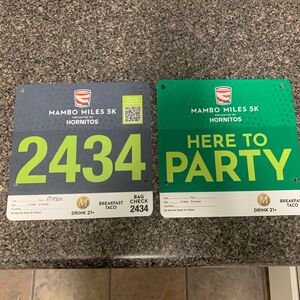 MAMBO MILES 5K
PRESENTED BY
HORNITOS
2434
DRINK 21+
BREAKFAST
TACO
BAG
CHECK
2434
MAMBO MILES 5K
PRESENTED BY
HORNITOS
HERE TO
PARTY
M
DRINK 21+
BREAKFAST
TACO